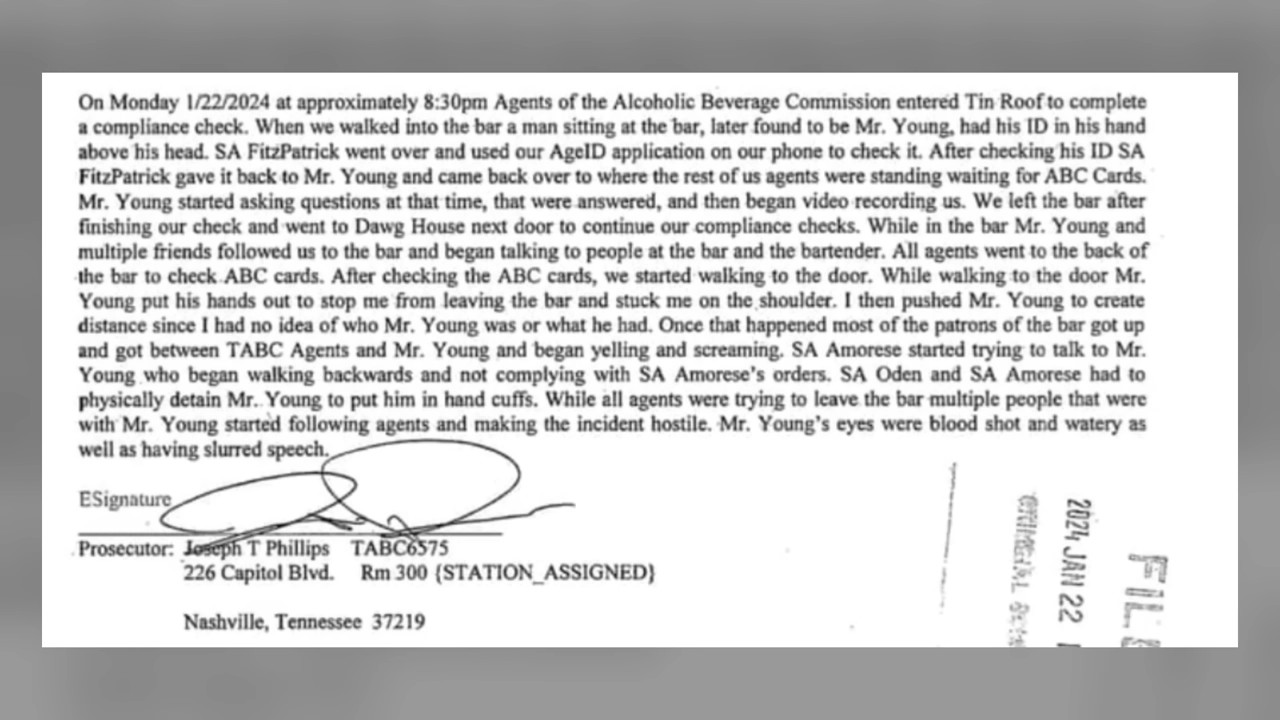 On Monday 1/22/2024 at approximately 8:30pm Agents of the Alcoholic Beverage Commission entered Tin Roof to complete
a compliance check. When we walked into the bar a man sitting at the bar, later found to be Mr. Young, had his ID in his hand
above his head. SA FitzPatrick went over and used our AgeID application on our phone to check it. After checking his ID SA
FitzPatrick gave it back to Mr. Young and came back over to where the rest of us agents were standing waiting for ABC Cards.
Mr. Young started asking questions at that time, that were answered, and then began video recording us. We left the bar after
finishing our check and went to Dawg House next door to continue our compliance checks. While in the bar Mr. Young and
multiple friends followed us to the bar and began talking to people at the bar and the bartender. All agents went to the back of
the bar to check ABC cards. After checking the ABC cards, we started walking to the door. While walking to the door Mr.
Young put his hands out to stop me from leaving the bar and stuck me on the shoulder. I then pushed Mr. Young to create
distance since I had no idea of who Mr. Young was or what he had. Once that happened most of the patrons of the bar got up
and got between TABC Agents and Mr. Young and began yelling and screaming. SA Amorese started trying to talk to Mr.
Young who began walking backwards and not complying with SA Amorese's orders. SA Oden and SA Amorese had to
physically detain Mr. Young to put him in hand cuffs. While all agents were trying to leave the bar multiple people that were
with Mr. Young started following agents and making the incident hostile. Mr. Young's eyes were blood shot and watery as
well as having slurred speech.
ESignature
Prosecutor: Joseph T Phillips TABC6575
226 Capitol Blvd. Rm 300 {STATION_ASSIGNED}
Nashville, Tennessee 37219
2024 JAN 22